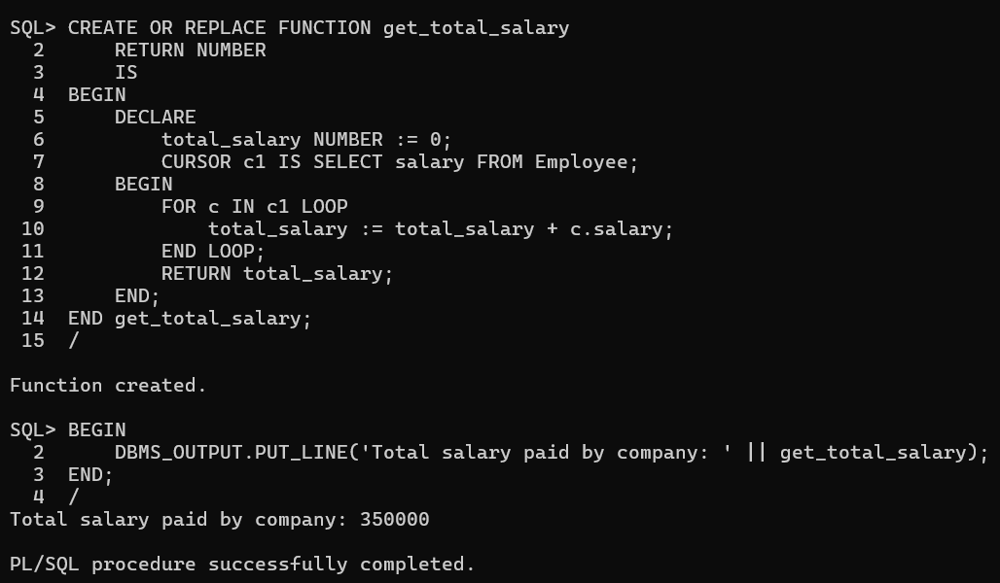 SQL> CREATE OR REPLACE FUNCTION get_total_salary
  2      RETURN NUMBER
  3      IS
  4  BEGIN
  5      DECLARE
  6          total_salary NUMBER := 0;
  7          CURSOR c1 IS SELECT salary FROM Employee;
  8      BEGIN
  9          FOR c IN c1 LOOP
 10              total_salary := total_salary + c.salary;
 11          END LOOP;
 12          RETURN total_salary;
 13      END;
 14  END get_total_salary;
 15  /

Function created.

SQL> BEGIN
  2      DBMS_OUTPUT.PUT_LINE('Total salary paid by company: ' || get_total_salary);
  3  END;
  4  /
Total salary paid by company: 350000

PL/SQL procedure successfully completed.